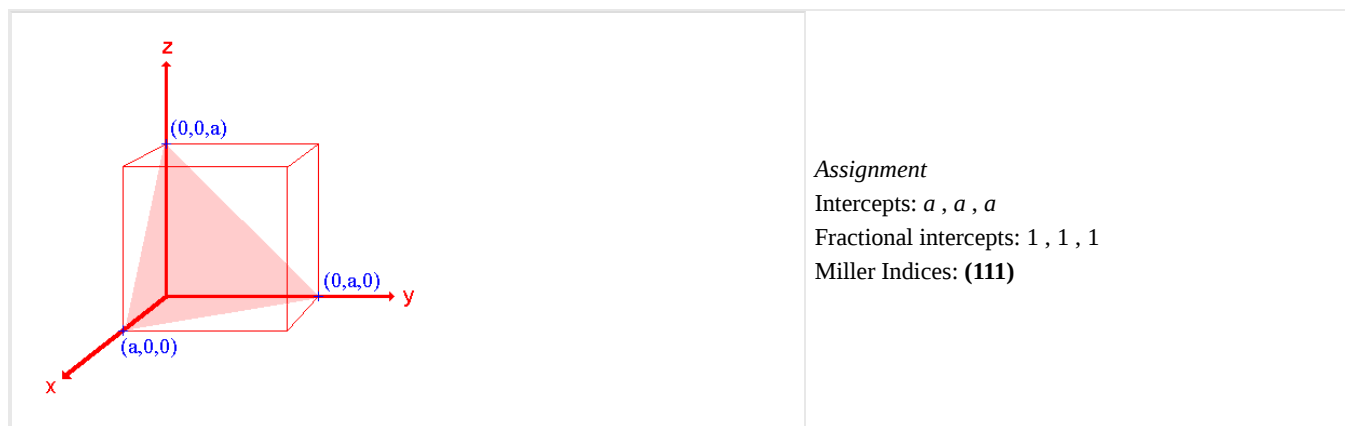 z
(0,0,a)
(0,a,0)
y
(a,0,0)
x
Assignment
Intercepts: a , a , a
Fractional intercepts: 1 , 1 , 1
Miller Indices: (111)